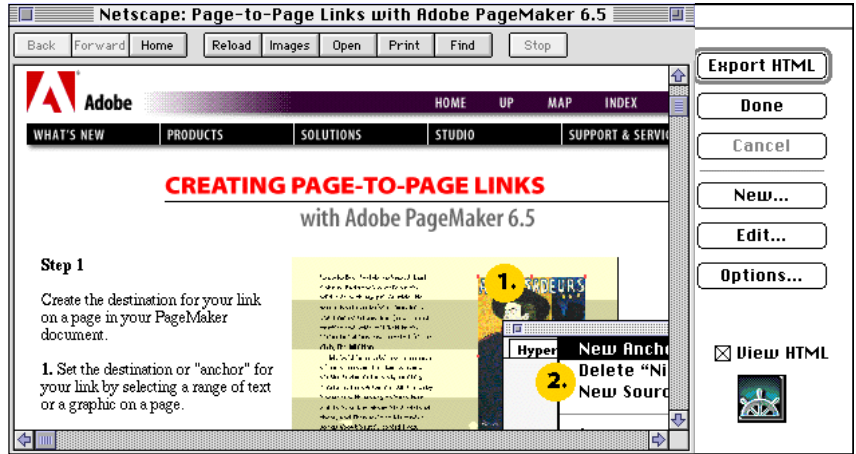 Netscape: Page-to-Page Links with Adobe PageMaker 6.5
Back Forward Home Reload Images Open Print Find Stop
Adobe
HOME UP MAP INDEX
WHAT'S NEW PRODUCTS SOLUTIONS STUDIO SUPPORT &
CREATING PAGE-TO-PAGE LINKS
with Adobe PageMaker 6.5
Step 1
Create the destination for your link
on a page in your PageMaker
document.
1. Set the destination or "anchor" for
your link by selecting a range of text
or a graphic on a page.
1.
2.
Hyper
New Ancho
Delete “Ni
New Sourc
Export HTML
Done
Cancel
New...
Edit...
Options...
View HTML